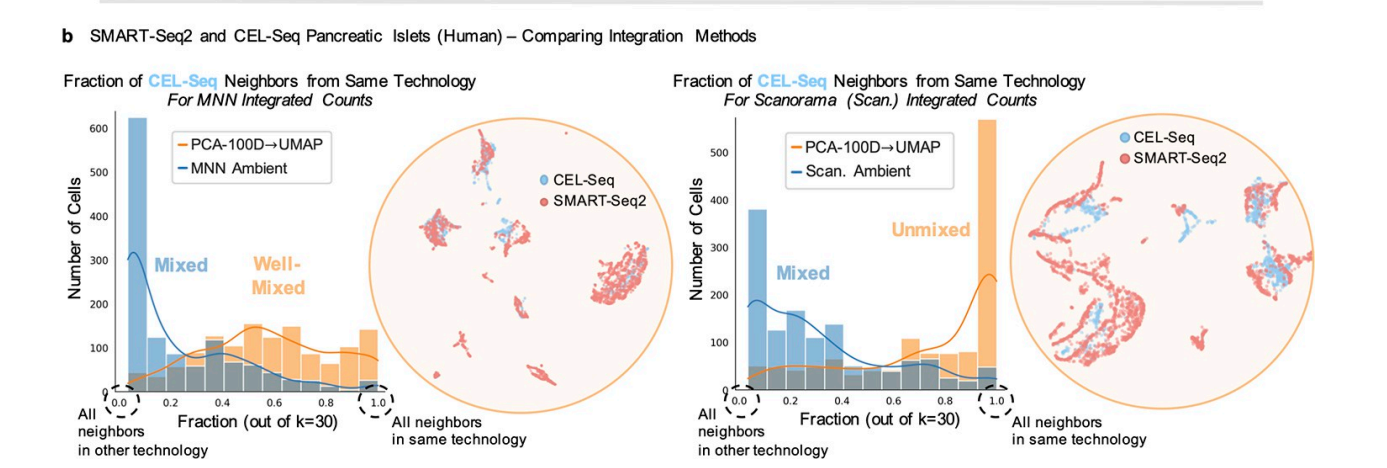 b SMART-Seq2 and CEL-Seq Pancreatic Islets (Human) – Comparing Integration Methods
Fraction of CEL-Seq Neighbors from Same Technology
For MNN Integrated Counts
Number of Cells
600
500
400
300
200
100
0
PCA-100D→UMAP
MNN Ambient
Mixed
Well-
Mixed
CEL-Seq
SMART-Seq2
0.0 0.2 0.4 0.6 0.8 1.0
Fraction (out of k=30)
All
neighbors
in other technology
All neighbors
in same technology
Fraction of CEL-Seq Neighbors from Same Technology
For Scanorama (Scan.) Integrated Counts
Number of Cells
500
400
300
200
100
0
PCA-100D→UMAP
Scan. Ambient
Mixed
Unmixed
CEL-Seq
SMART-Seq2
0.0 0.2 0.4 0.6 0.8 1.0
Fraction (out of k=30)
All
neighbors
in other technology
All neighbors
in same technology